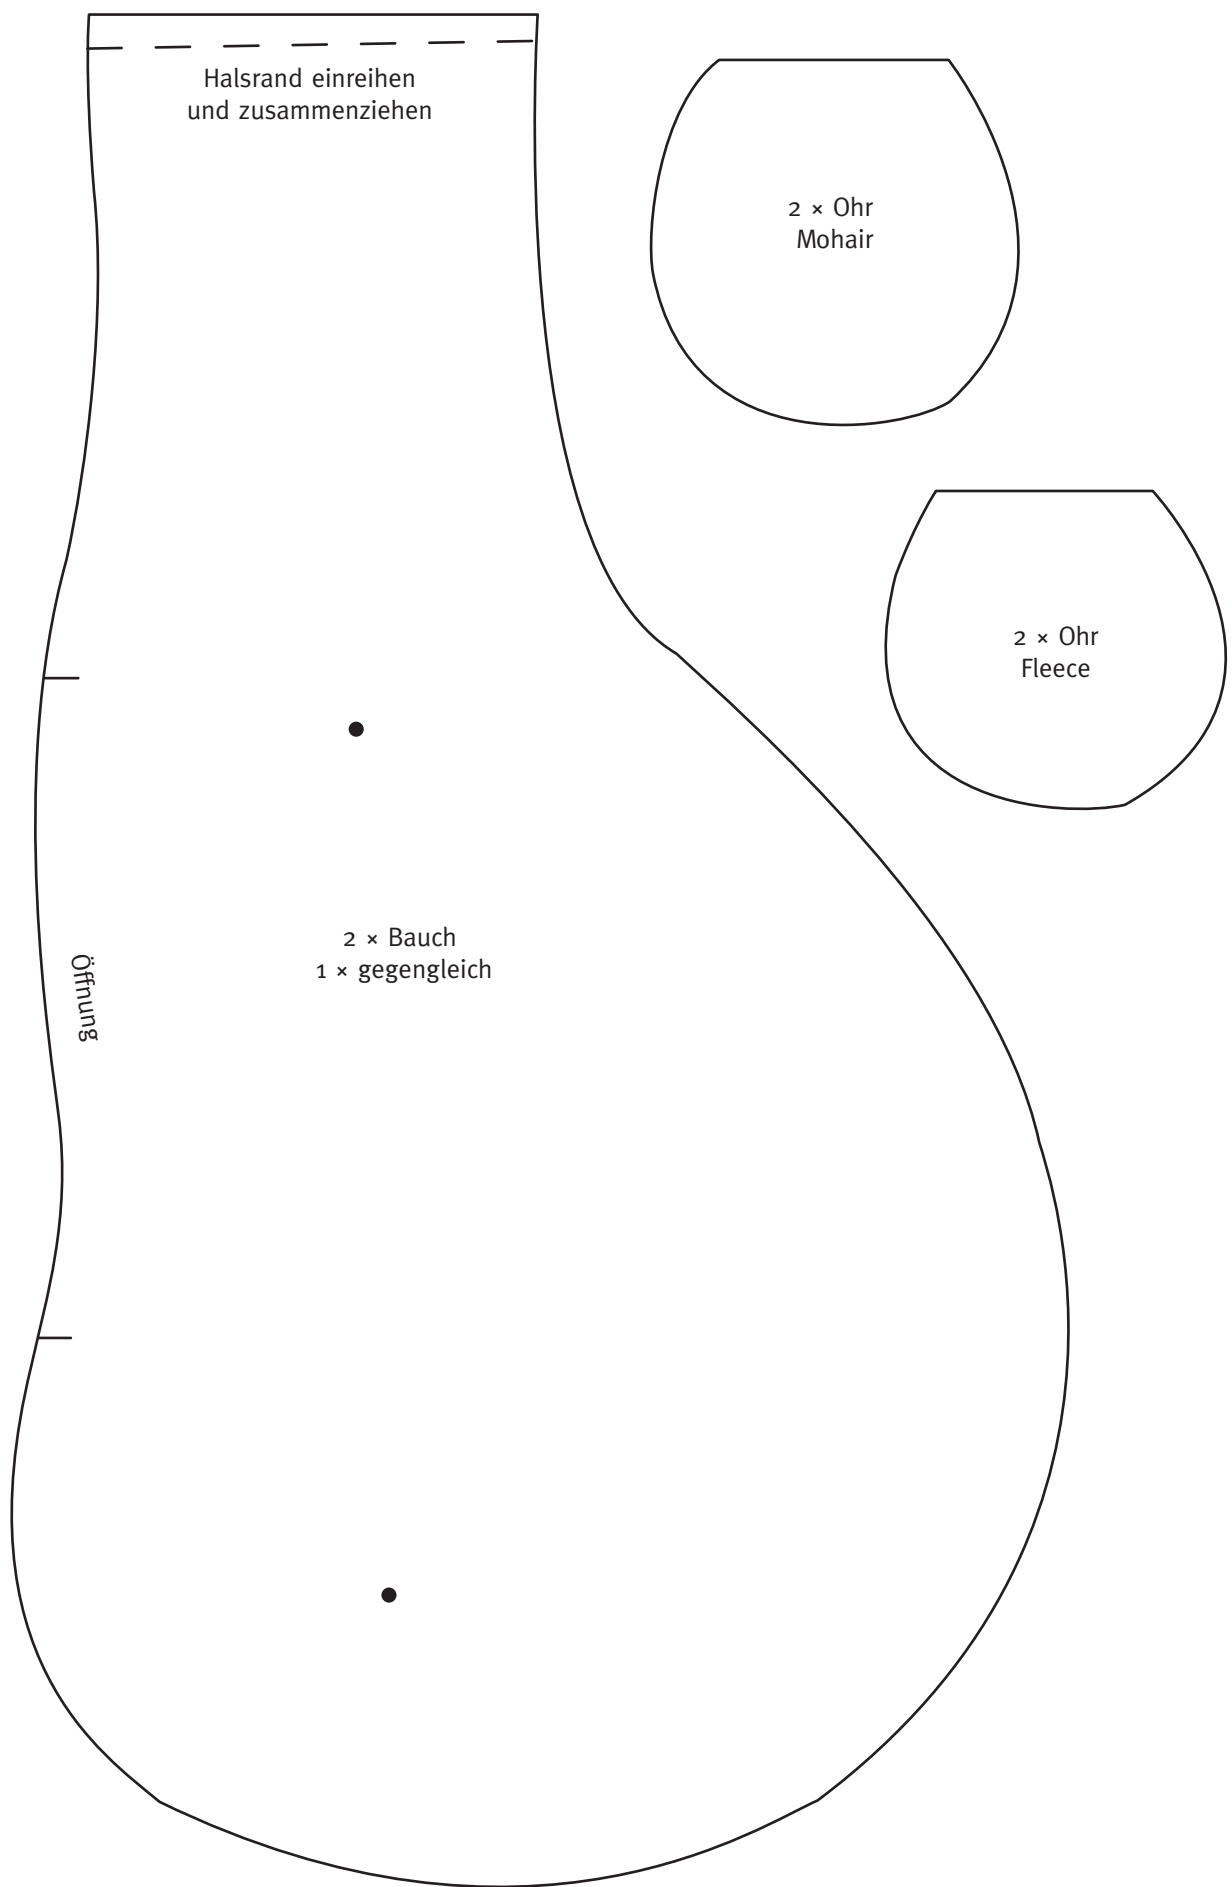 Halsrand einreihen
und zusammenziehen
2 × Ohr
Mohair
2 × Ohr
Fleece
2 × Bauch
1 × gegengleich
Öffnung